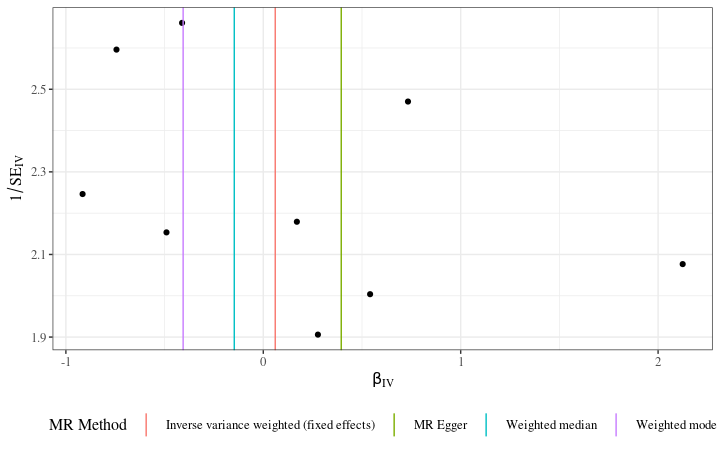 2.5
2.3
2.1
1.9
1/SE_IV
-1 0 1 2
β_IV
MR Method Inverse variance weighted (fixed effects) MR Egger Weighted median Weighted mode